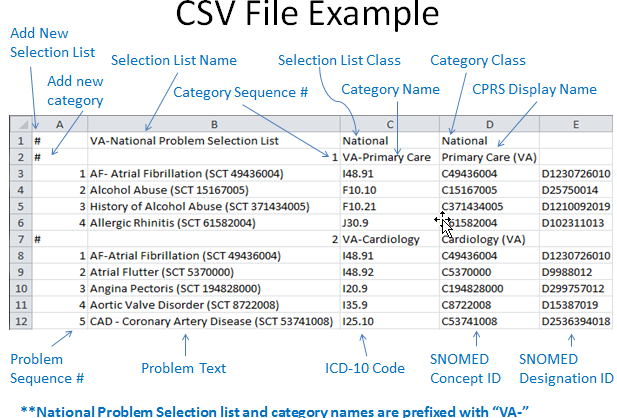 CSV File Example
Add New
Selection List
Add new
category
Selection List Name
Category Sequence #
Selection List Class
Category Name
Category Class
CPRS Display Name
A B C D E
1 # VA-National Problem Selection List National National
2 # 1 VA-Primary Care Primary Care (VA)
3 1 AF- Atrial Fibrillation (SCT 49436004) I48.91 C49436004 D1230726010
4 2 Alcohol Abuse (SCT 15167005) F10.10 C15167005 D25750014
5 3 History of Alcohol Abuse (SCT 371434005) F10.21 C371434005 D1210092019
6 4 Allergic Rhinitis (SCT 61582004) J30.9 D102311013
7 # 2 VA-Cardiology Cardiology (VA)
8 1 AF-Atrial Fibrillation (SCT 49436004) I48.91 C49436004 D1230726010
9 2 Atrial Flutter (SCT 5370000) I48.92 C5370000 D9988012
10 3 Angina Pectoris (SCT 194828000) I20.9 C194828000 D299757012
11 4 Aortic Valve Disorder (SCT 8722008) I35.9 C8722008 D15387019
12 5 CAD - Coronary Artery Disease (SCT 53741008) I25.10 C53741008 D2536394018
Problem
Sequence #
Problem Text
ICD-10 Code
SNOMED
Concept ID
SNOMED
Designation ID
**National Problem Selection list and category names are prefixed with “VA-”